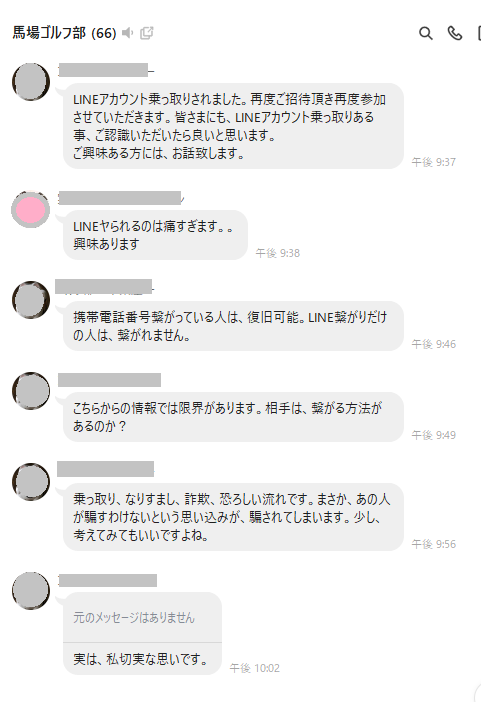 馬場ゴルフ部 (66)
LINEアカウント乗っ取りされました。再度ご招待頂き再度参加
させていただきます。皆さまにも、LINEアカウント乗っ取りある
事、ご認識いただいたら良いと思います。
ご興味ある方には、お話致します。
午後 9:37
LINEヤられるのは痛すぎます。。
興味あります
午後 9:38
携帯電話番号繋がっている人は、復旧可能。LINE繋がりだけ
の人は、繋がれません。
午後 9:46
こちらからの情報では限界があります。相手は、繋がる方法が
あるのか？
午後 9:49
乗っ取り、なりすまし、詐欺、恐ろしい流れです。まさか、あの人
が騙すわけないという思い込みが、騙されてしまいます。少し、
考えてみてもいいですよね。
午後 9:56
元のメッセージはありません
実は、私切実な思いです。
午後 10:02